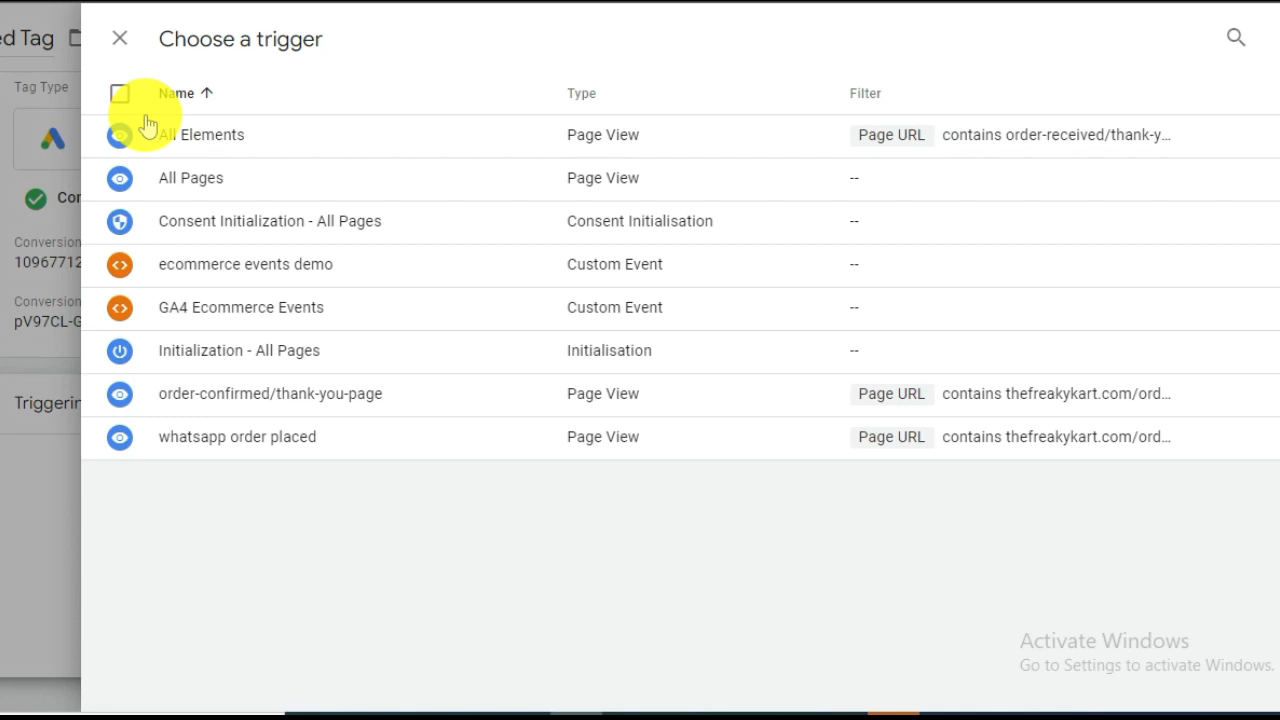 ed Tag
Choose a trigger
Tag Type
Name Type Filter
All Elements Page View Page URL contains order-received/thank-y...
All Pages Page View --
Con
Consent Initialization - All Pages Consent Initialisation --
Conversion
10967712
ecommerce events demo Custom Event --
Conversion
pV97CL-G
GA4 Ecommerce Events Custom Event --
Initialization - All Pages Initialisation --
Triggerin
order-confirmed/thank-you-page Page View Page URL contains thefreakykart.com/ord...
whatsapp order placed Page View Page URL contains thefreakykart.com/ord...
Activate Windows
Go to Settings to activate Windows.